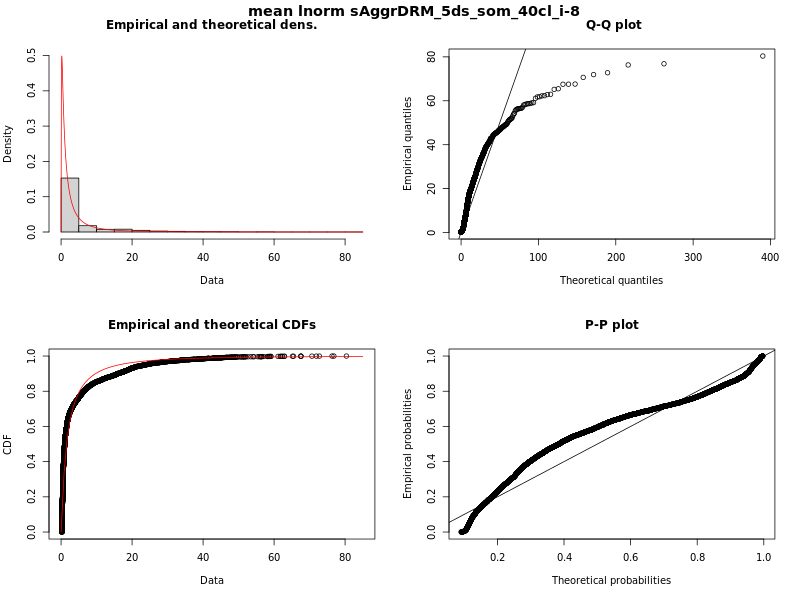 mean lnorm sAggrDRM_5ds_som_40cl_i-8
Empirical and theoretical dens.
Density
0.0 0.1 0.2 0.3 0.4 0.5
0 20 40 60 80
Data
Q-Q plot
Empirical quantiles
0 20 40 60 80
0 100 200 300 400
Theoretical quantiles
Empirical and theoretical CDFs
CDF
0.0 0.2 0.4 0.6 0.8 1.0
0 20 40 60 80
Data
P-P plot
Empirical probabilities
0.0 0.2 0.4 0.6 0.8 1.0
0.2 0.4 0.6 0.8 1.0
Theoretical probabilities